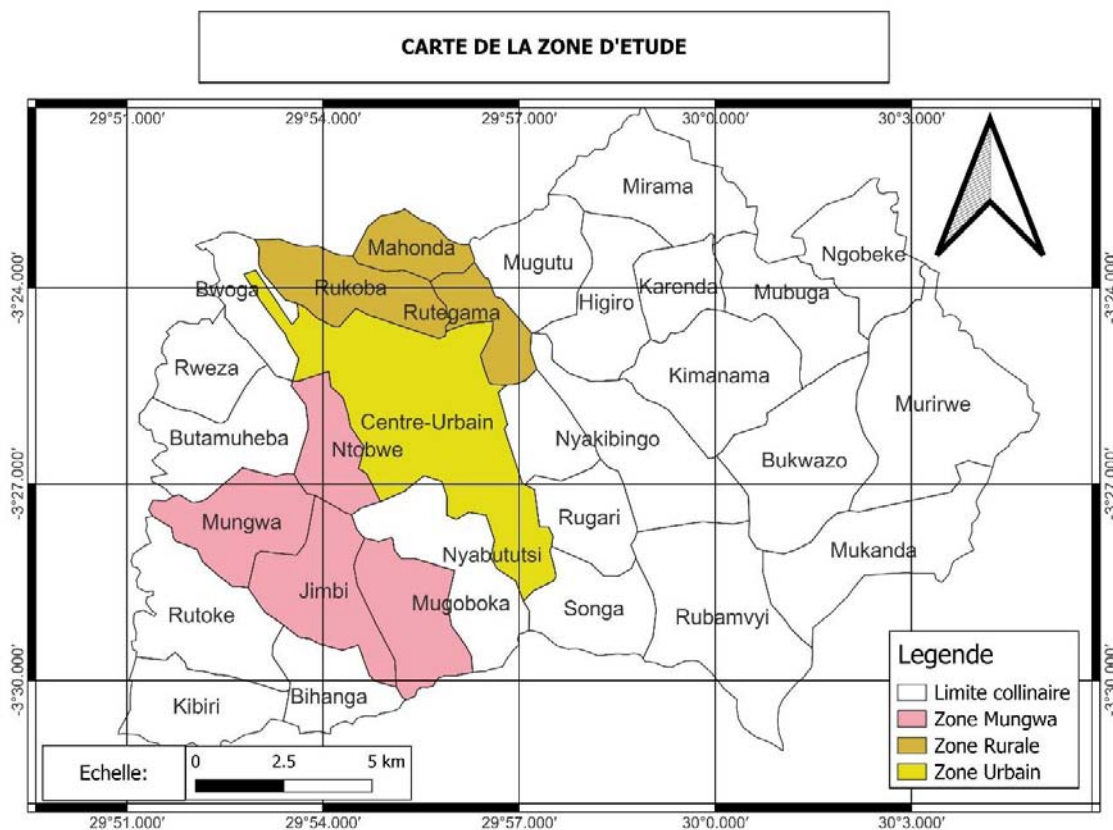 CARTE DE LA ZONE D'ETUDE
29°51.000' 29°54.000' 29°57.000' 30°0.000' 30°3.000'
Mirama
Mahonda
Mugutu
Ngobeke
-3°24.000' Bwoga Rukoba Higiro Karenda Mubuga -3°24.000'
Rutegama
Rweza
Kimanama
Murirwe
Centre-Urbain
Butamuheba
Ntobwe
Nyakibingo
Bukwazo
-3°27.000' -3°27.000'
Mungwa
Rugari
Nyabututsi
Mukanda
Jimbi
Mugoboka
Rutoke
Songa
Rubamvyi
-3°30.000' -3°30.000'
Kibiri
Bihanga
Legende
Limite collinaire
Zone Mungwa
Zone Rurale
Zone Urbain
Echelle:
0 2.5 5 km
29°51.000' 29°54.000' 29°57.000' 30°0.000' 30°3.000'